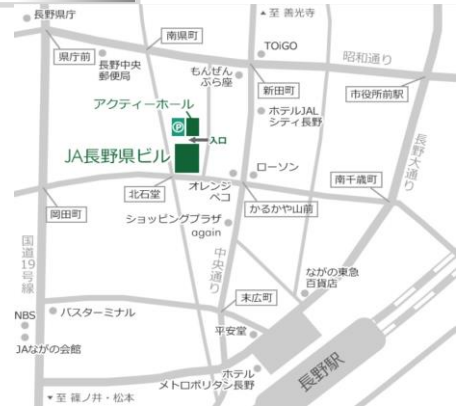 長野県庁
▲至 善光寺
南県町
TOiGO
県庁前
長野中央
郵便局
昭和通り
もんぜん
ぷら座
新田町
市役所前駅
アクティーホール
ホテルJAL
シティ長野
P
入口
長野大通り
JA長野県ビル
ローソン
北石堂
オレンジ
ペコ
南千歳町
岡田町
かるかや山前
ショッピングプラザ
again
国道19号線
中央通り
ながの東急
百貨店
末広町
NBS
バスターミナル
平安堂
JAながの会館
長野駅
ホテル
メトロポリタン長野
▼至 篠ノ井・松本